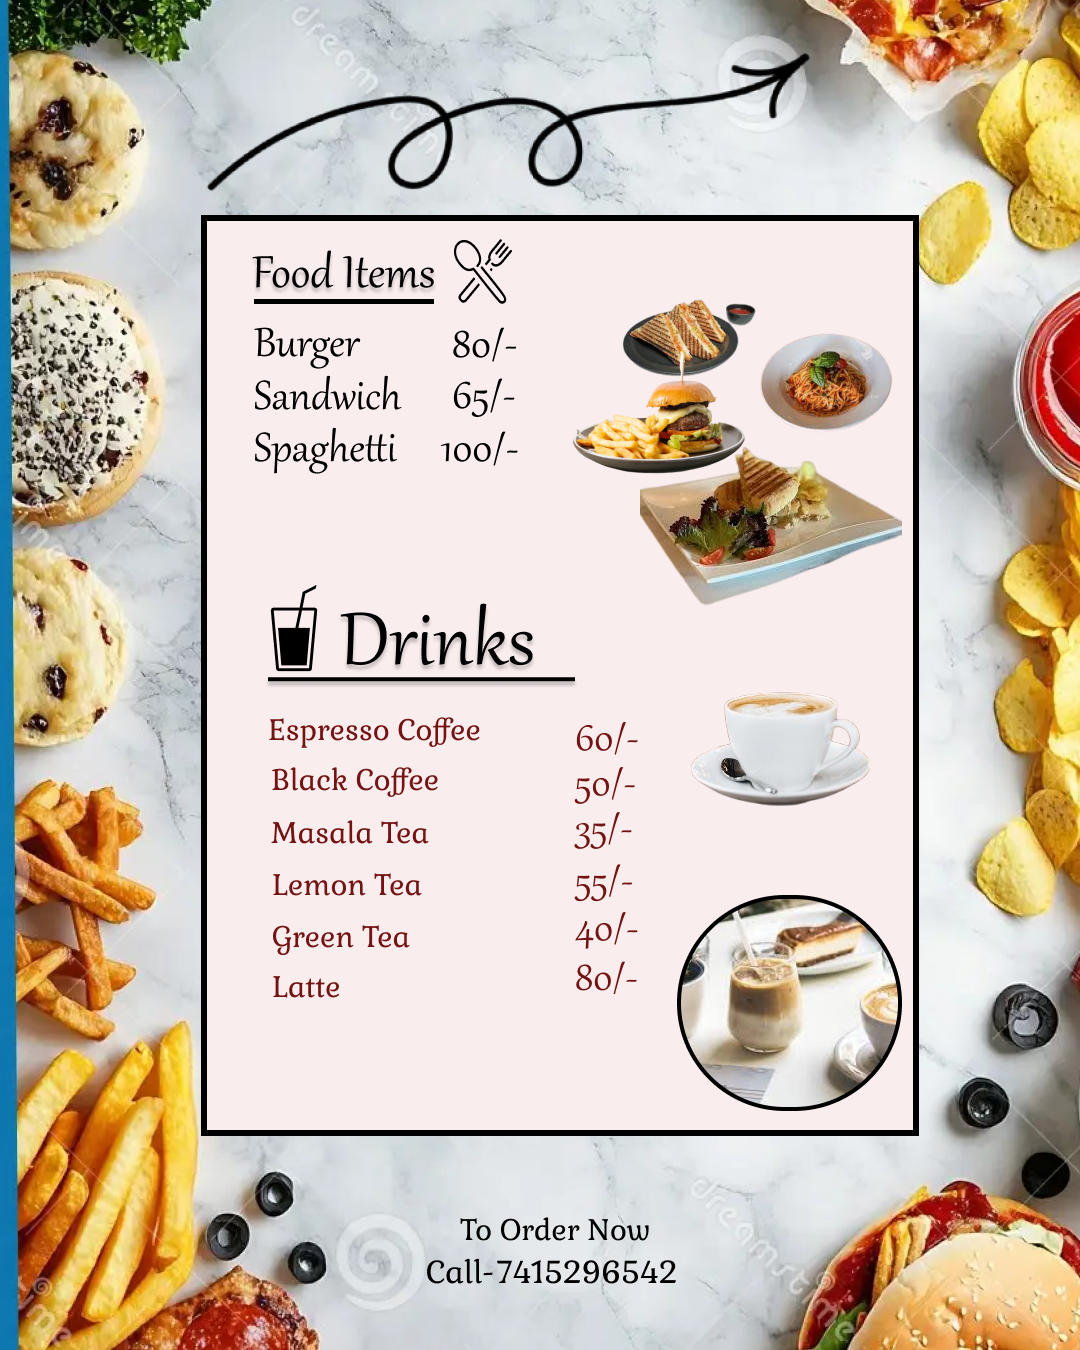 Food Items
Burger 80/-
Sandwich 65/-
Spaghetti 100/-
Drinks
Espresso Coffee 60/-
Black Coffee 50/-
Masala Tea 35/-
Lemon Tea 55/-
Green Tea 40/-
Latte 80/-
To Order Now
Call-7415296542
dreamstime